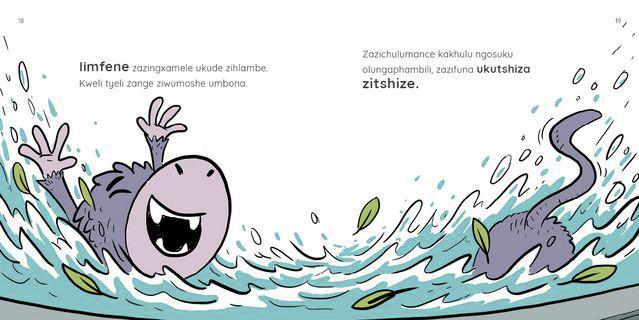 18
19
Iimfene zazingxamele ukude zihlambe.
Kweli tyeli zange ziwumoshe umbona.
Zazichulumance kakhulu ngosuku
olungaphambili, zazifuna ukutshiza
zitshize.